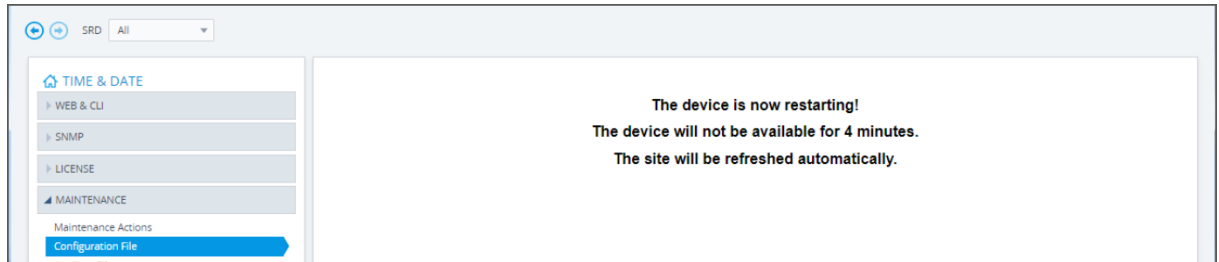 SRD All
TIME & DATE
WEB & CLI
SNMP
LICENSE
MAINTENANCE
Maintenance Actions
Configuration File
The device is now restarting!
The device will not be available for 4 minutes.
The site will be refreshed automatically.